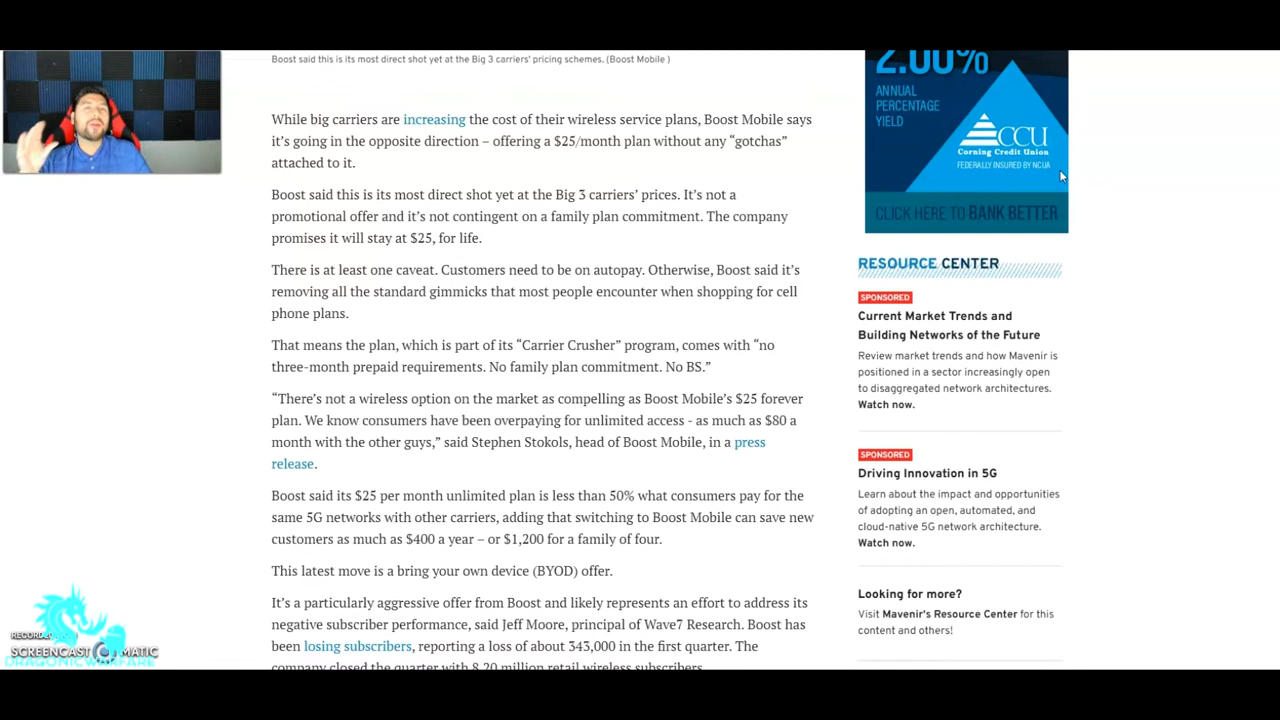 Boost said this is its most direct shot yet at the Big 3 carriers' pricing schemes. (Boost Mobile )
While big carriers are increasing the cost of their wireless service plans, Boost Mobile says
it's going in the opposite direction – offering a $25/month plan without any “gotchas”
attached to it.
Boost said this is its most direct shot yet at the Big 3 carriers' prices. It's not a
promotional offer and it's not contingent on a family plan commitment. The company
promises it will stay at $25, for life.
There is at least one caveat. Customers need to be on autopay. Otherwise, Boost said it's
removing all the standard gimmicks that most people encounter when shopping for cell
phone plans.
That means the plan, which is part of its “Carrier Crusher” program, comes with “no
three-month prepaid requirements. No family plan commitment. No BS.”
“There's not a wireless option on the market as compelling as Boost Mobile's $25 forever
plan. We know consumers have been overpaying for unlimited access - as much as $80 a
month with the other guys,” said Stephen Stokols, head of Boost Mobile, in a press
release.
Boost said its $25 per month unlimited plan is less than 50% what consumers pay for the
same 5G networks with other carriers, adding that switching to Boost Mobile can save new
customers as much as $400 a year – or $1,200 for a family of four.
This latest move is a bring your own device (BYOD) offer.
It's a particularly aggressive offer from Boost and likely represents an effort to address its
negative subscriber performance, said Jeff Moore, principal of Wave7 Research. Boost has
been losing subscribers, reporting a loss of about 343,000 in the first quarter. The
company closed the quarter with 8.20 million retail wireless subscribers.
2.00%
ANNUAL
PERCENTAGE
YIELD
CCU
Corning Credit Union
FEDERALLY INSURED BY NCUA
CLICK HERE TO BANK BETTER
RESOURCE CENTER
SPONSORED
Current Market Trends and
Building Networks of the Future
Review market trends and how Mavenir is
positioned in a sector increasingly open
to disaggregated network architectures.
Watch now.
SPONSORED
Driving Innovation in 5G
Learn about the impact and opportunities
of adopting an open, automated, and
cloud-native 5G network architecture.
Watch now.
Looking for more?
Visit Mavenir's Resource Center for this
content and others!
SCREENCAST MATIC
DRAGONICWARFARE